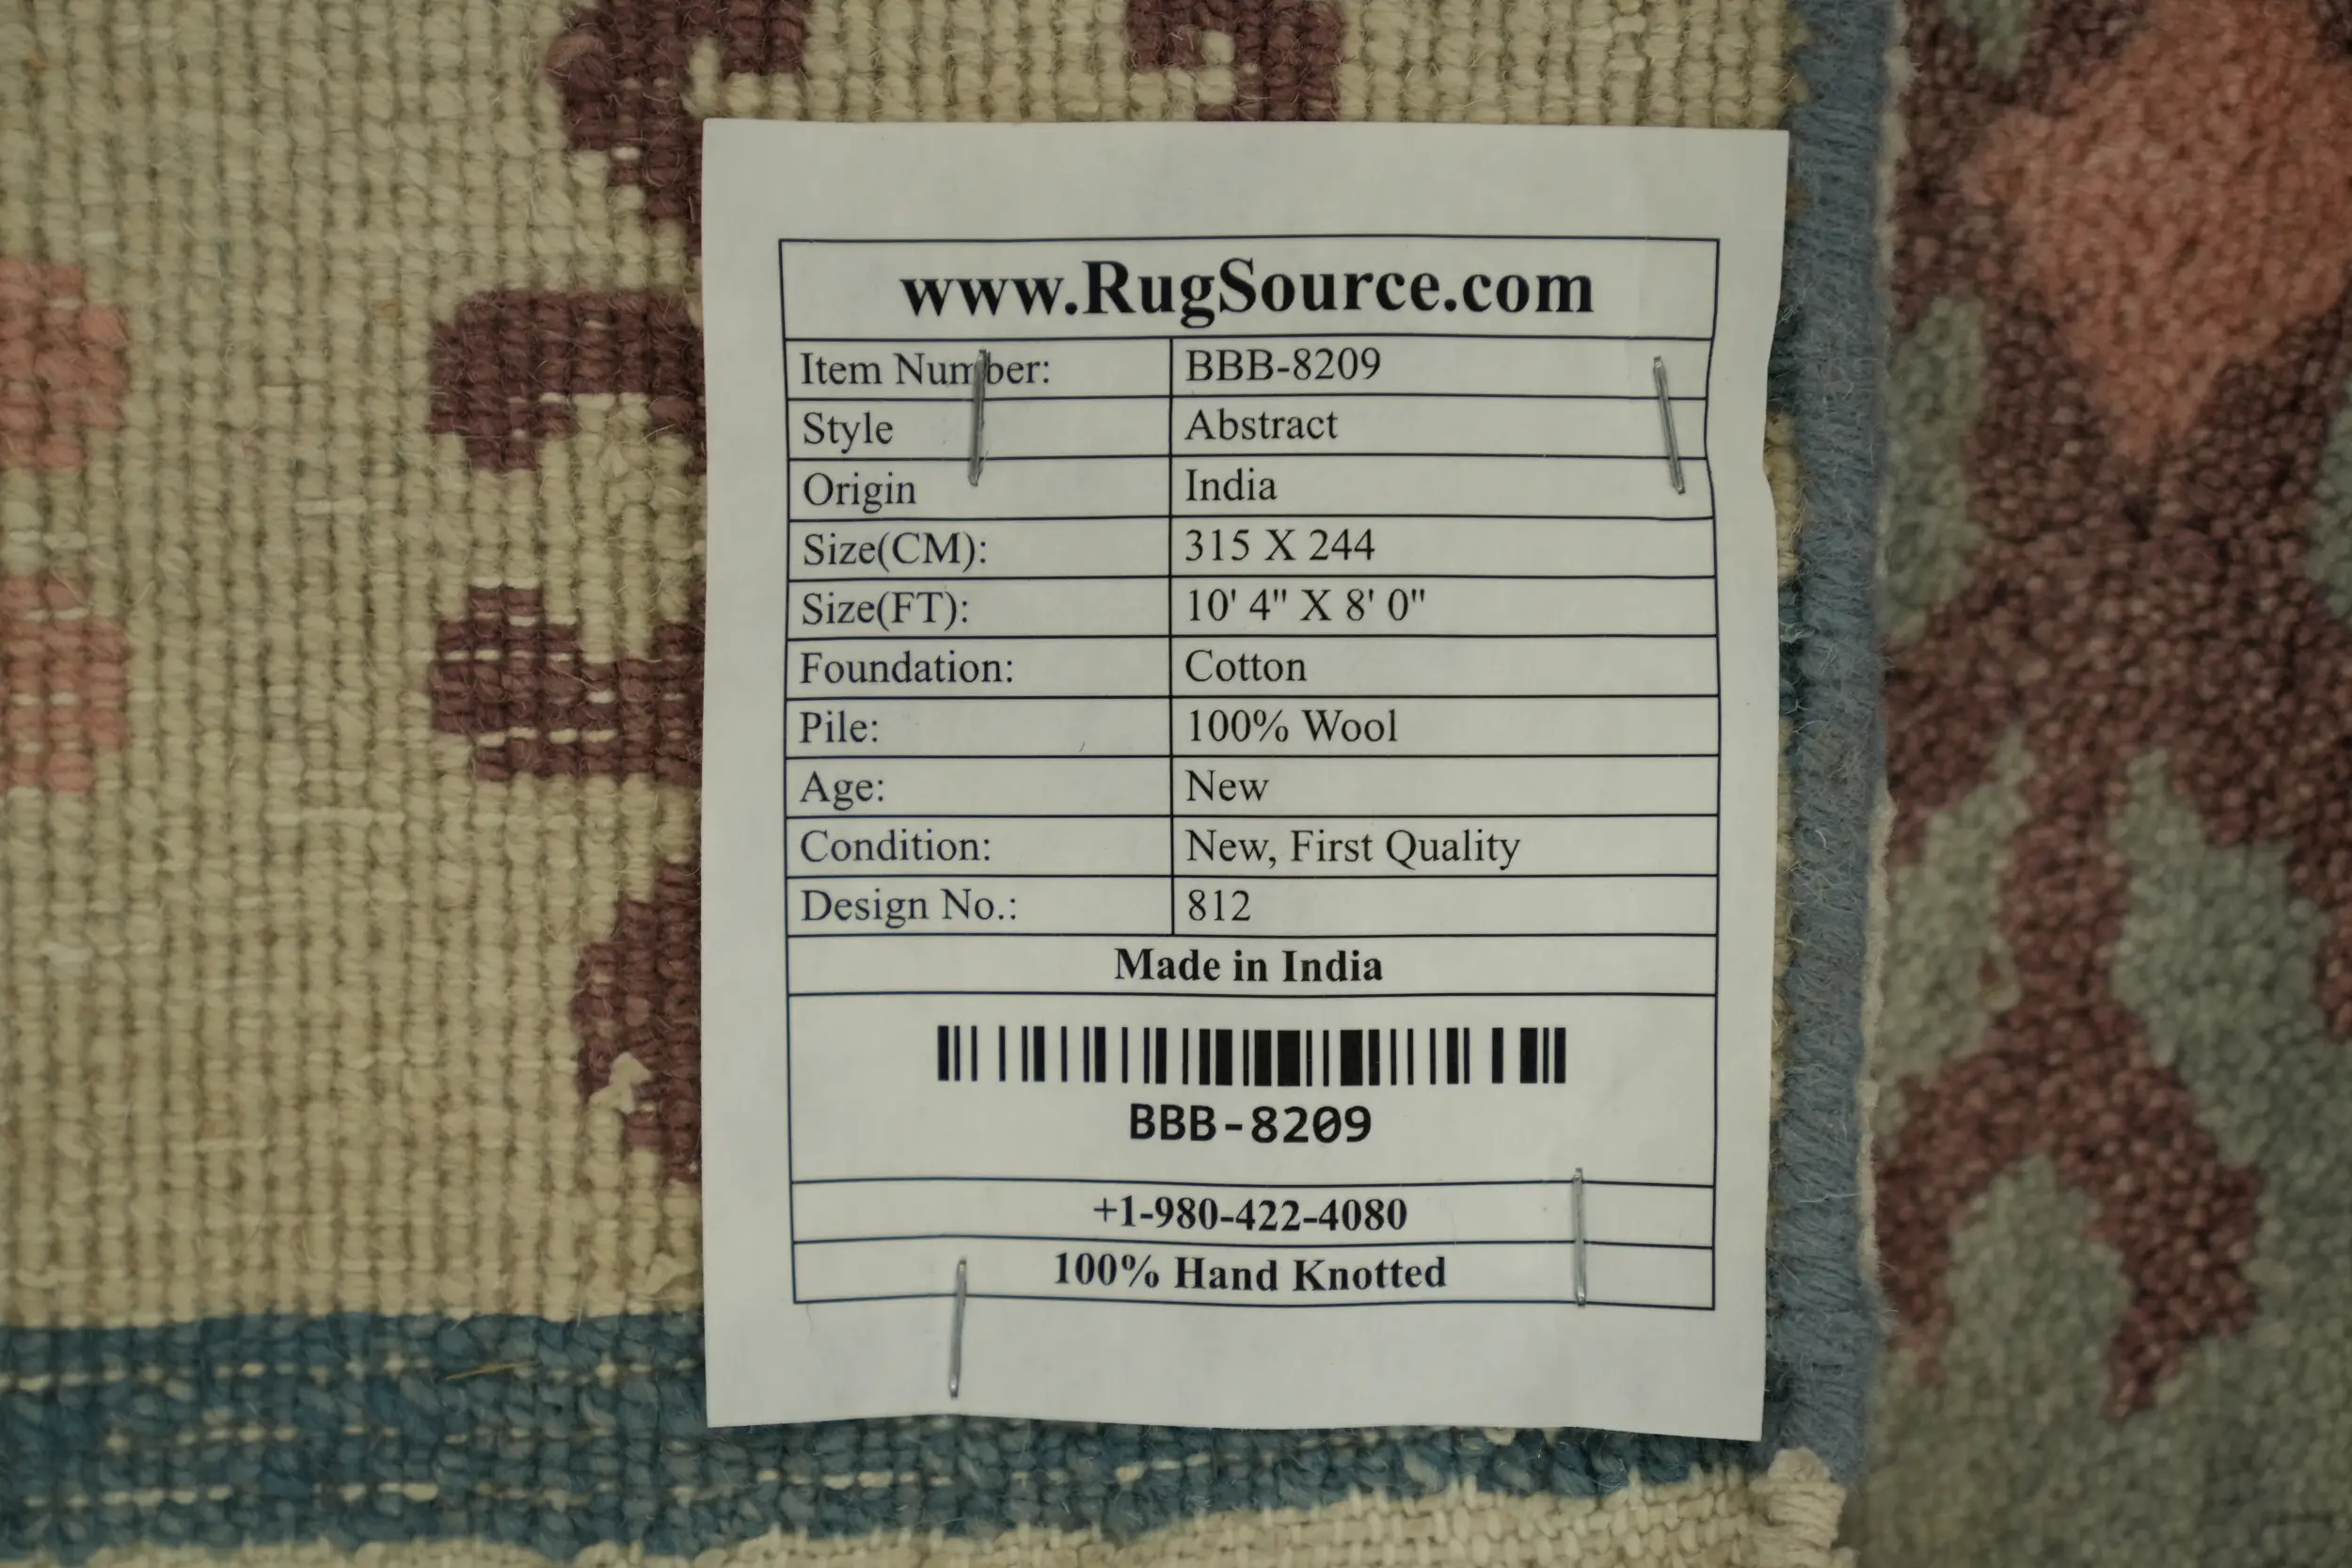 www.RugSource.com
Item Number: BBB-8209
Style Abstract
Origin India
Size(CM): 315 X 244
Size(FT): 10' 4" X 8' 0"
Foundation: Cotton
Pile: 100% Wool
Age: New
Condition: New, First Quality
Design No.: 812
Made in India
BBB-8209
+1-980-422-4080
100% Hand Knotted